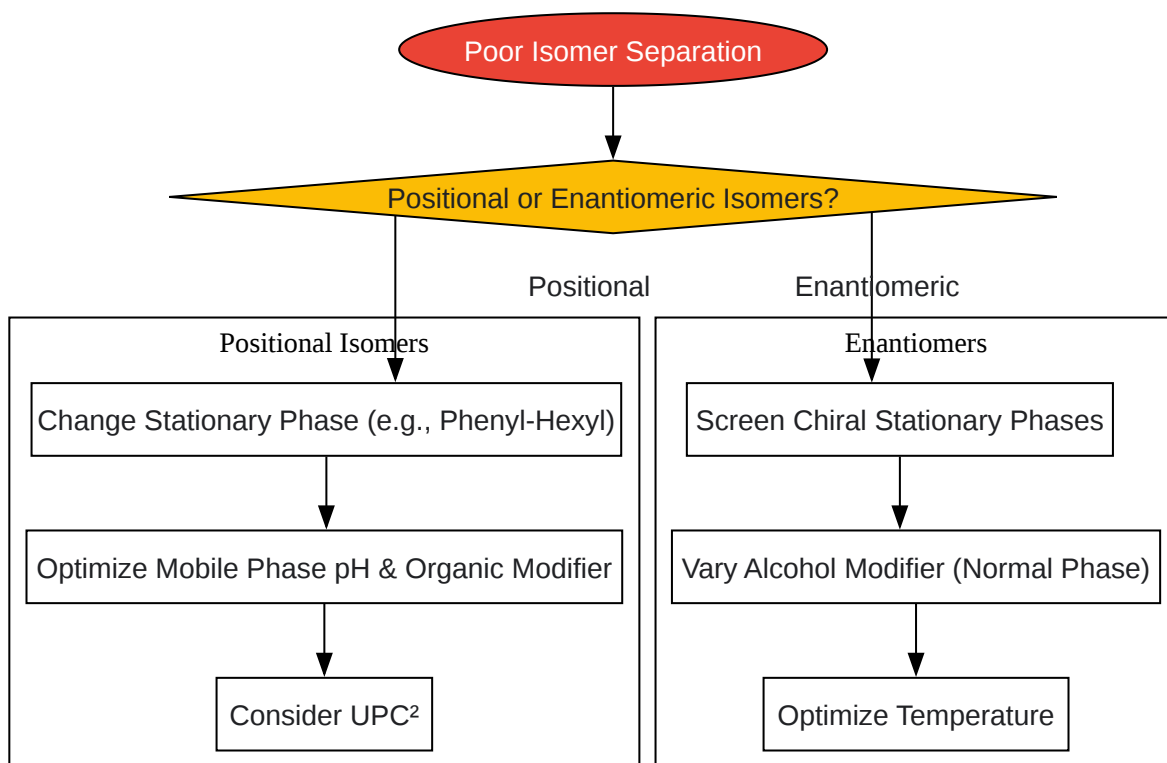 Poor Isomer Separation
Positional or Enantiomeric Isomers?
Positional
Enantiomeric
Positional Isomers
Change Stationary Phase (e.g., Phenyl-Hexyl)
Optimize Mobile Phase pH & Organic Modifier
Consider UPC²
Enantiomers
Screen Chiral Stationary Phases
Vary Alcohol Modifier (Normal Phase)
Optimize Temperature